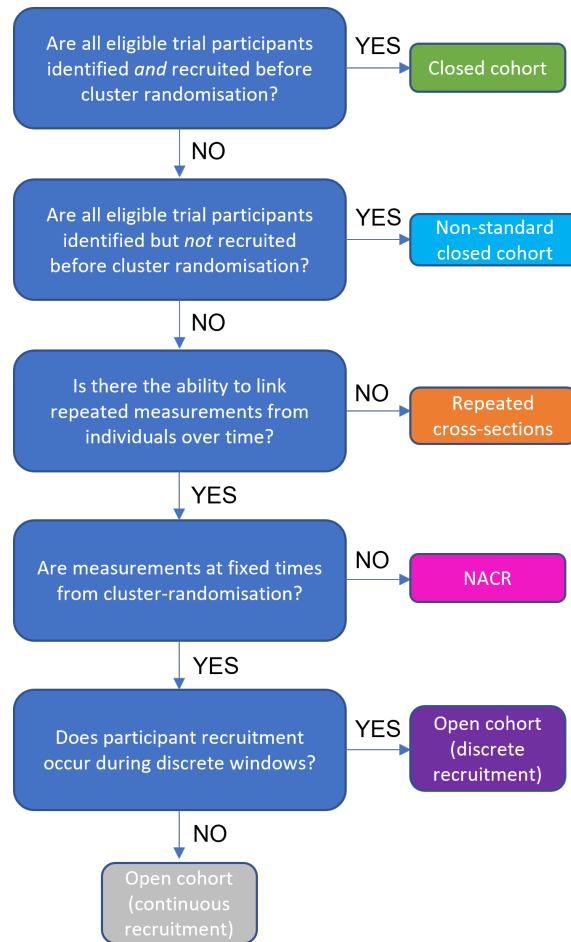 Are all eligible trial participants
identified and recruited before
cluster randomisation?
YES
Closed cohort
NO
Are all eligible trial participants
identified but not recruited
before cluster randomisation?
YES
Non-standard
closed cohort
NO
Is there the ability to link
repeated measurements from
individuals over time?
NO
Repeated
cross-sections
YES
Are measurements at fixed times
from cluster-randomisation?
NO
NACR
YES
Does participant recruitment
occur during discrete windows?
YES
Open cohort
(discrete
recruitment)
NO
Open cohort
(continuous
recruitment)